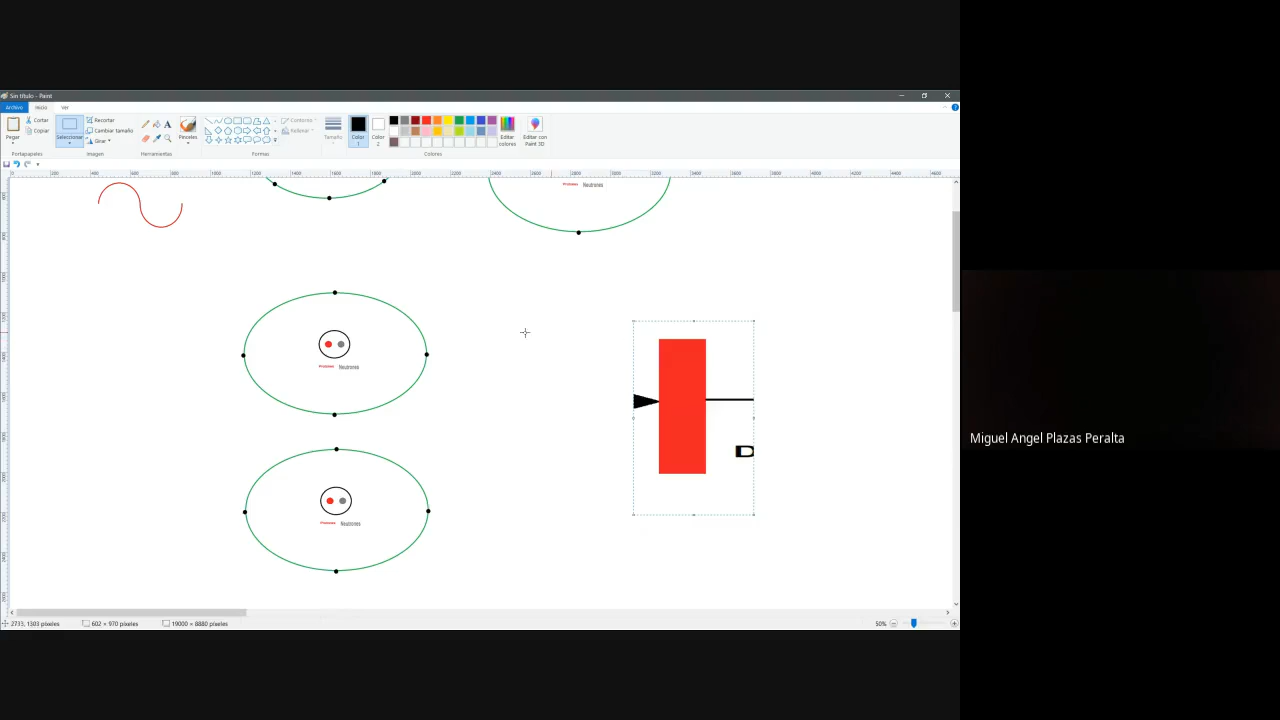 Sin título - Paint
Archivo Inicio Ver
Pegar
Cortar
Copiar
Portapapeles
Seleccionar
Recortar
Cambiar tamaño
Girar
Imagen
Herramientas
Pinceles
Contorno
Rellenar
Formas
Tamaño
Color 1
Color 2
Editar colores
Editar con Paint 3D
Colores
Protones Neutrones
Protones Neutrones
D
Protones Neutrones
Miguel Angel Plazas Peralta
2733, 1303 píxeles 602 × 970 píxeles 19000 × 8880 píxeles 50%